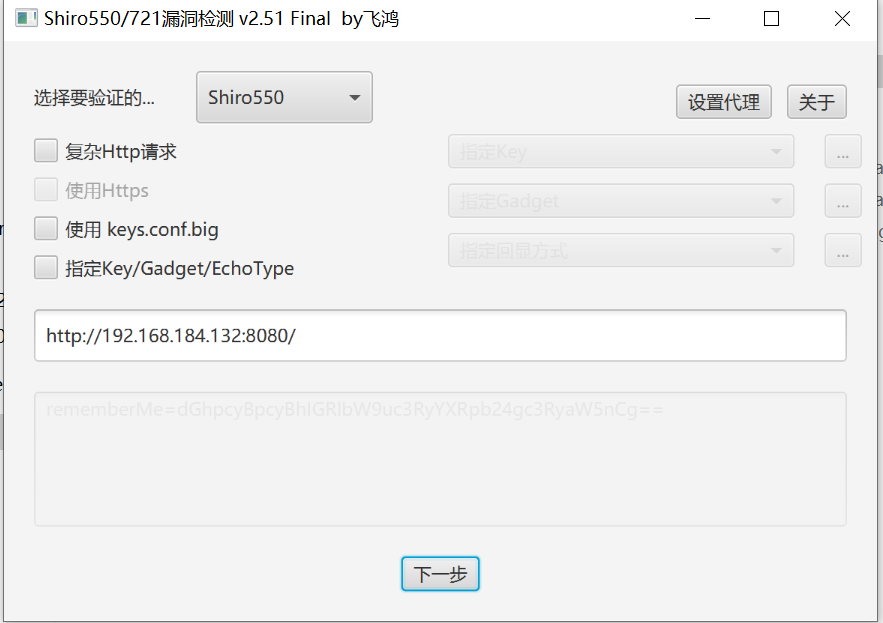 Shiro550/721漏洞检测 v2.51 Final by飞鸿
选择要验证的...
Shiro550
设置代理
关于
复杂Http请求
指定Key
...
使用Https
指定Gadget
...
使用 keys.conf.big
指定回显方式
...
指定Key/Gadget/EchoType
http://192.168.184.132:8080/
rememberMe=dGhpcyBpcyBhIGRlbW9uc3RyYXRpb24gc3RyaW5nCg==
下一步